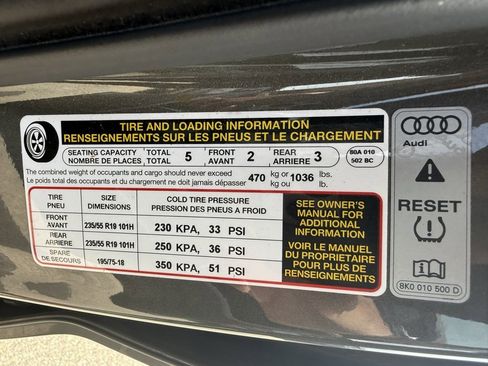 TIRE AND LOADING INFORMATION
RENSEIGNEMENTS SUR LES PNEUS ET LE CHARGEMENT
SEATING CAPACITY TOTAL 5 FRONT 2 REAR 3 80A 010
NOMBRE DE PLACES TOTAL AVANT ARRIERE 502 BC
The combined weight of occupants and cargo should never exceed 470 kg or 1036 lbs.
Le poids total des occupants et du chargement ne doit jamais dépasser kg ou lb.
TIRE SIZE COLD TIRE PRESSURE
PNEU DIMENSIONS PRESSION DES PNEUS A FROID
FRONT
AVANT 235/55 R19 101H 230 KPA, 33 PSI
REAR
ARRIERE 235/55 R19 101H 250 KPA, 36 PSI
SPARE
DE SECOURS 195/75-18 350 KPA, 51 PSI
SEE OWNER'S
MANUAL FOR
ADDITIONAL
INFORMATION
VOIR LE MANUEL
DU PROPRIETAIRE
POUR PLUS DE
RENSEIGNEMENTS
Audi
RESET
8K0 010 500 D